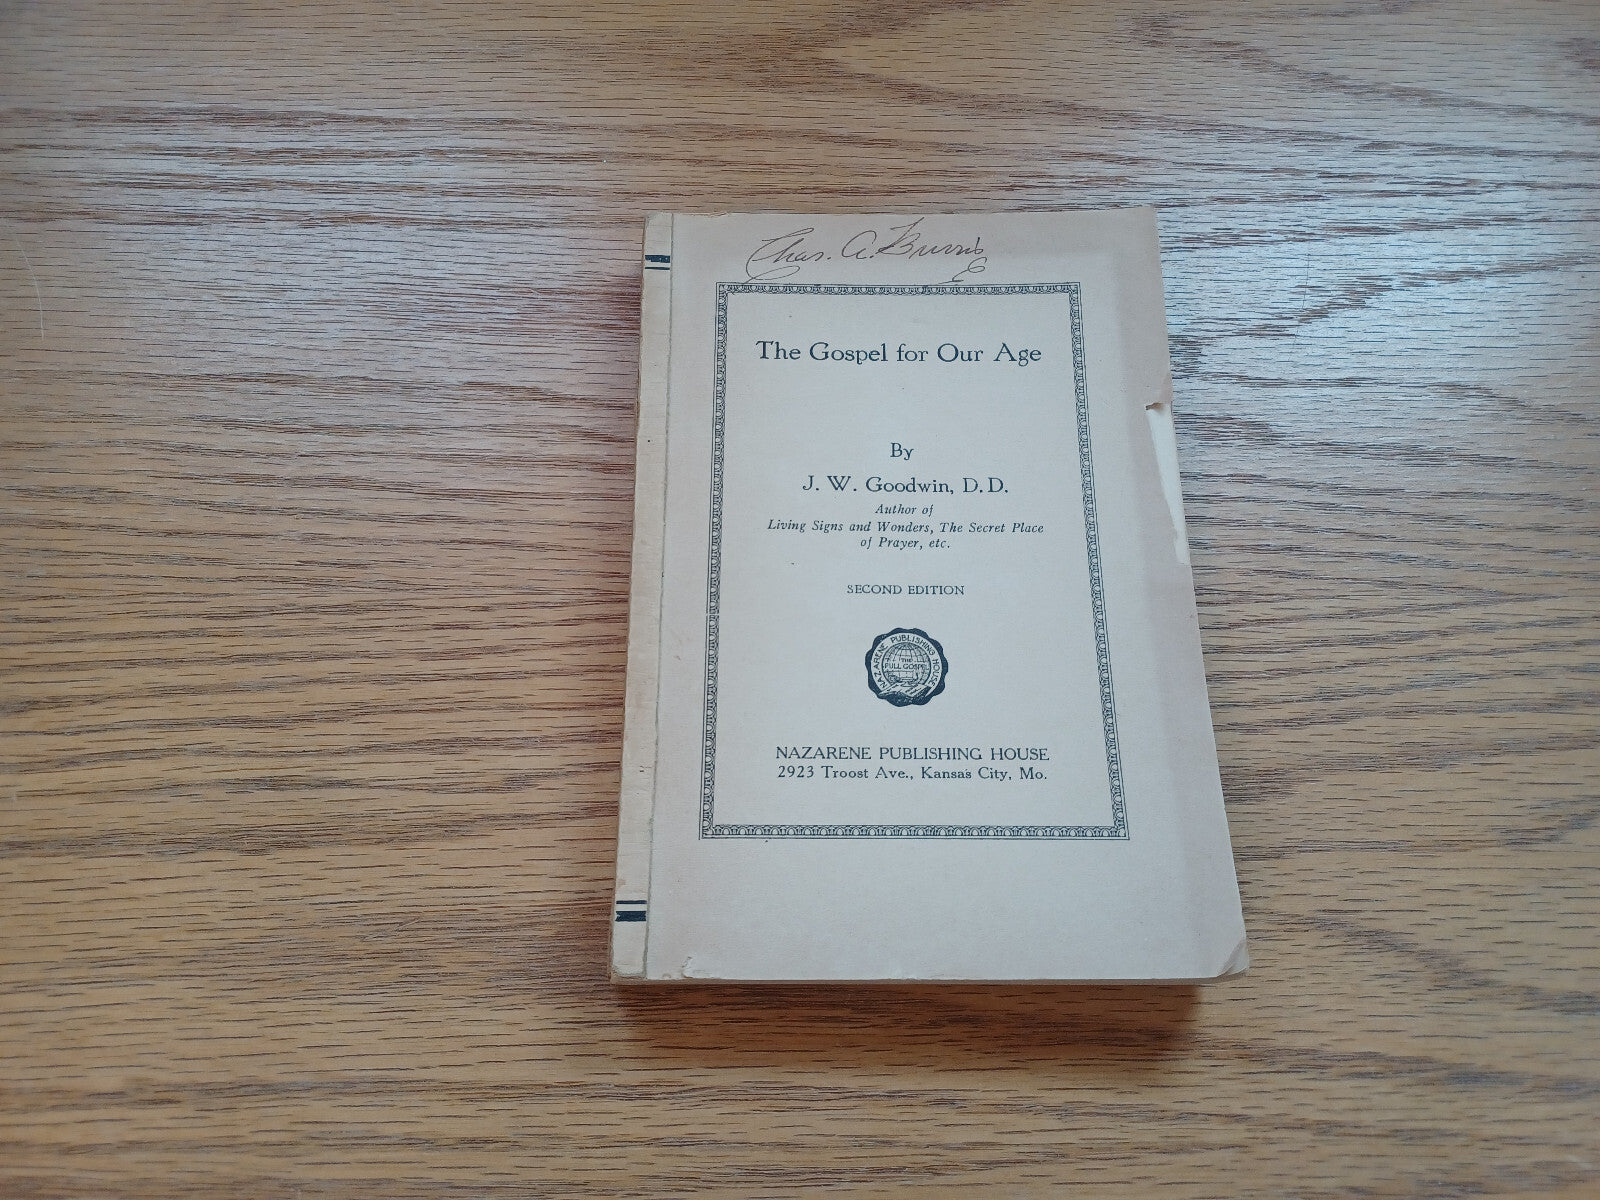 Chas. A. Burris
The Gospel for Our Age
By
J. W. Goodwin, D.D.
Author of
Living Signs and Wonders, The Secret Place
of Prayer, etc.
SECOND EDITION
NAZARENE PUBLISHING HOUSE
THE
FULL GOSPEL
NAZARENE PUBLISHING HOUSE
2923 Troost Ave., Kansas City, Mo.